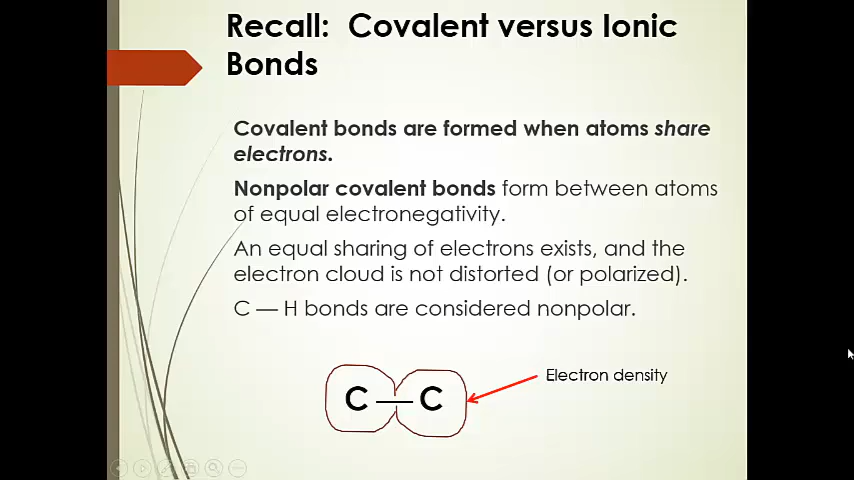 Recall:  Covalent versus Ionic
Bonds
Covalent bonds are formed when atoms share
electrons.
Nonpolar covalent bonds form between atoms
of equal electronegativity.
An equal sharing of electrons exists, and the
electron cloud is not distorted (or polarized).
C — H bonds are considered nonpolar.
Electron density
C — C